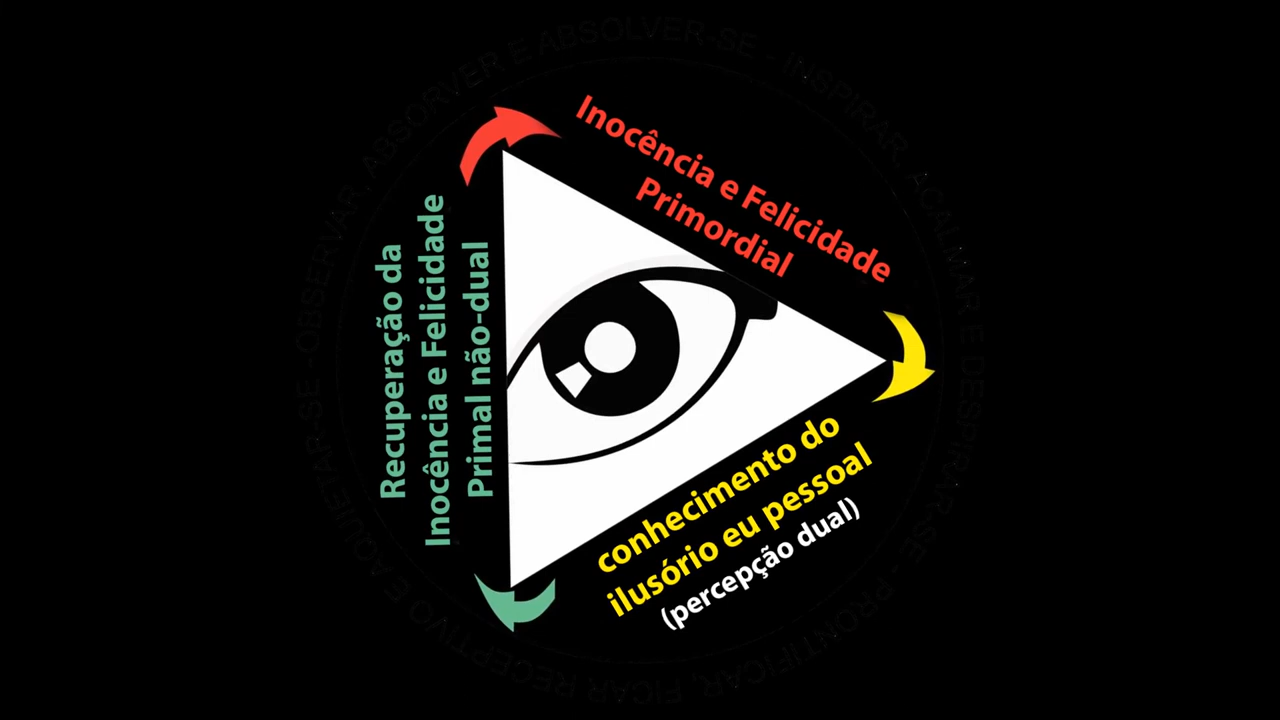 Inocência e Felicidade
Primordial
conhecimento do
ilusório eu pessoal
(percepção dual)
Recuperação da
Inocência e Felicidade
Primal não-dual
OBSERVAR, ABSORVER E ABSOLVER-SE - INSPIRAR, ACALMAR E DESPIRAR-SE - PRONTIFICAR, FICAR RECEPTIVO E AQUIETAR-SE -